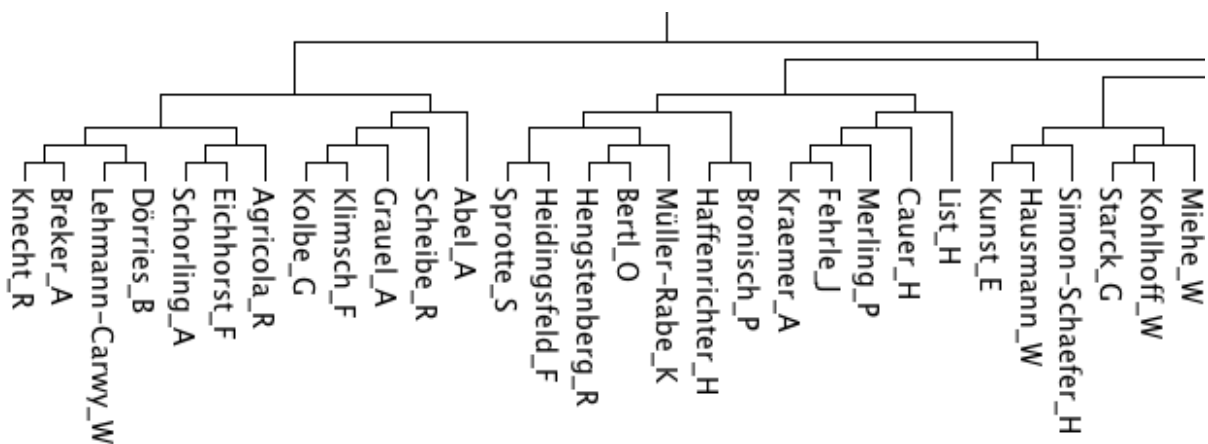 Knecht_R
Breker_A
Lehmann-Carwy_W
Dörries_B
Schorling_A
Eichhorst_F
Agricola_R
Kolbe_G
Klimsch_F
Grauel_A
Scheibe_R
Abel_A
Sprotte_S
Heidingsfeld_F
Hengstenberg_R
Bertl_O
Müller-Rabe_K
Haffenrichter_H
Bronisch_P
Kraemer_A
Fehrle_J
Merling_P
Cauer_H
List_H
Kunst_E
Hausmann_W
Simon-Schaefer_H
Starck_G
Kohlhoff_W
Miehe_W